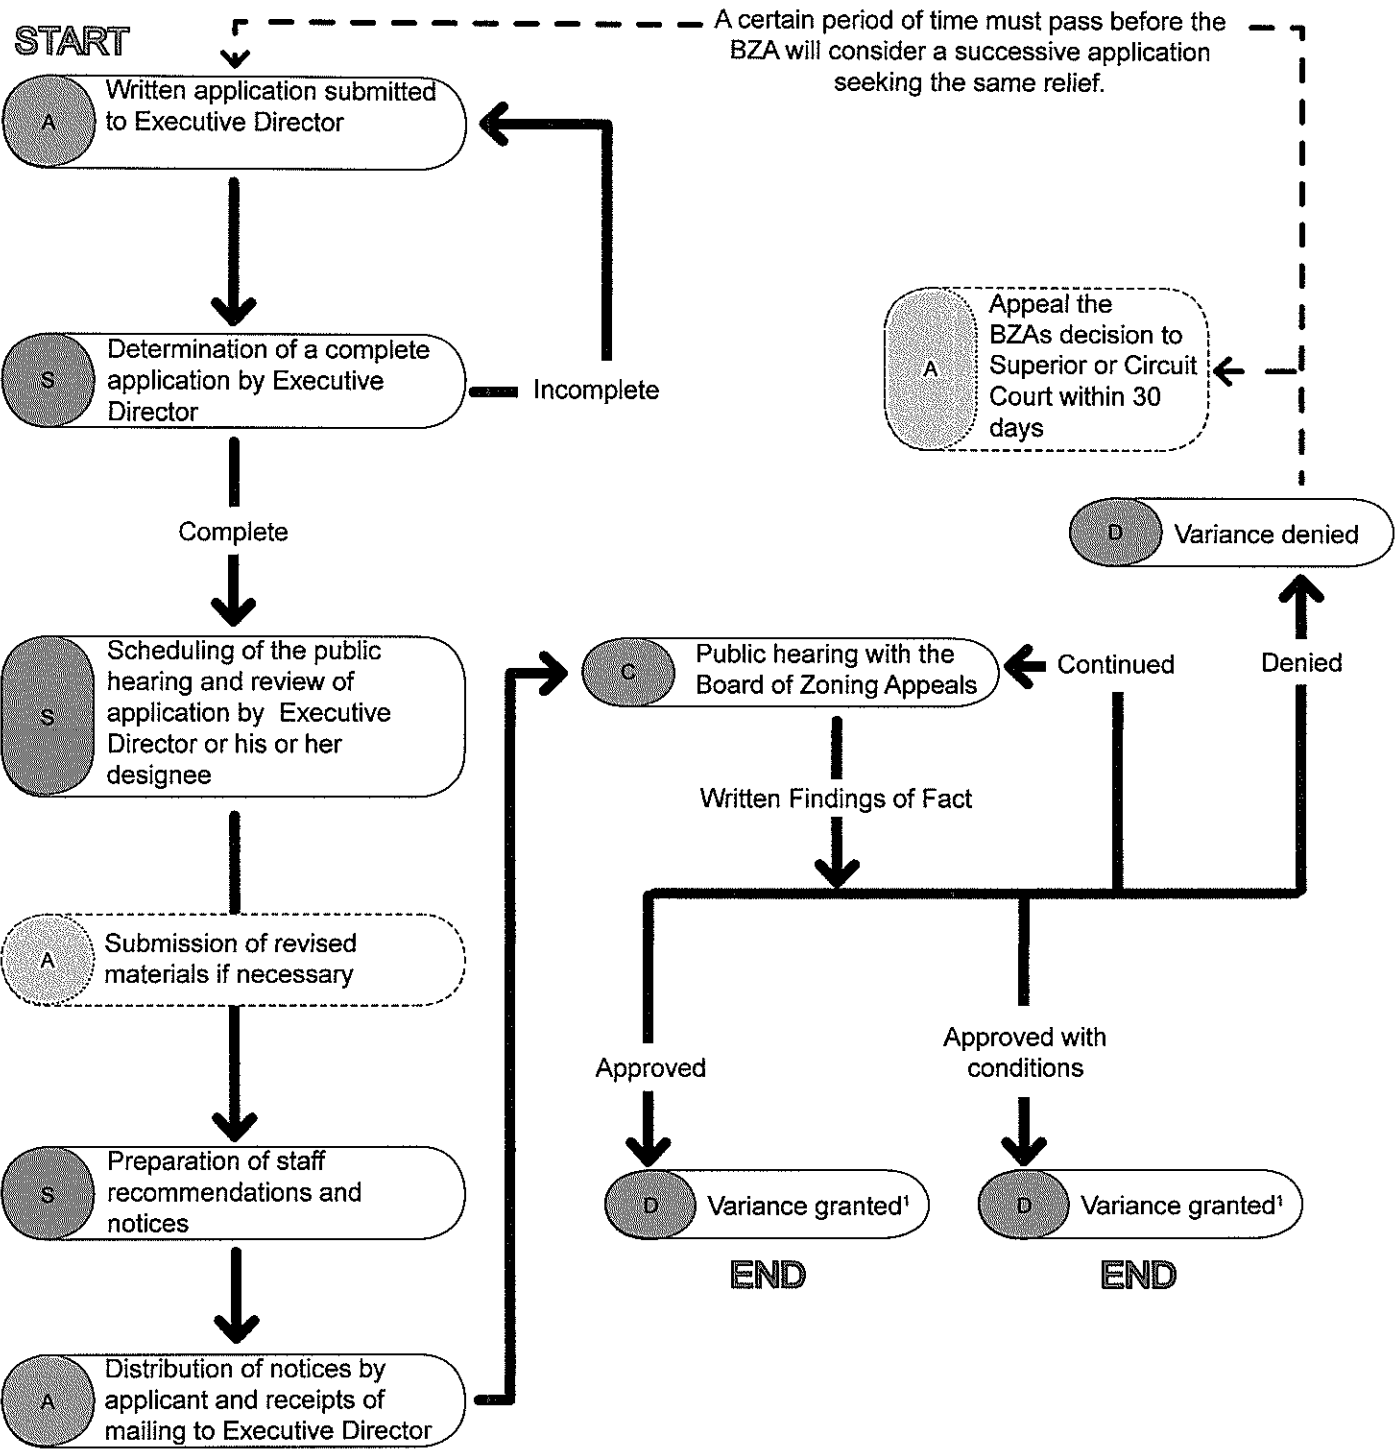 START
A certain period of time must pass before the
BZA will consider a successive application
seeking the same relief.
A
Written application submitted
to Executive Director
S
Determination of a complete
application by Executive
Director
Incomplete
A
Appeal the
BZAs decision to
Superior or Circuit
Court within 30
days
Complete
D
Variance denied
S
Scheduling of the public
hearing and review of
application by Executive
Director or his or her
designee
C
Public hearing with the
Board of Zoning Appeals
Continued
Denied
Written Findings of Fact
A
Submission of revised
materials if necessary
Approved
Approved with
conditions
S
Preparation of staff
recommendations and
notices
D
Variance granted¹
END
D
Variance granted¹
END
A
Distribution of notices by
applicant and receipts of
mailing to Executive Director